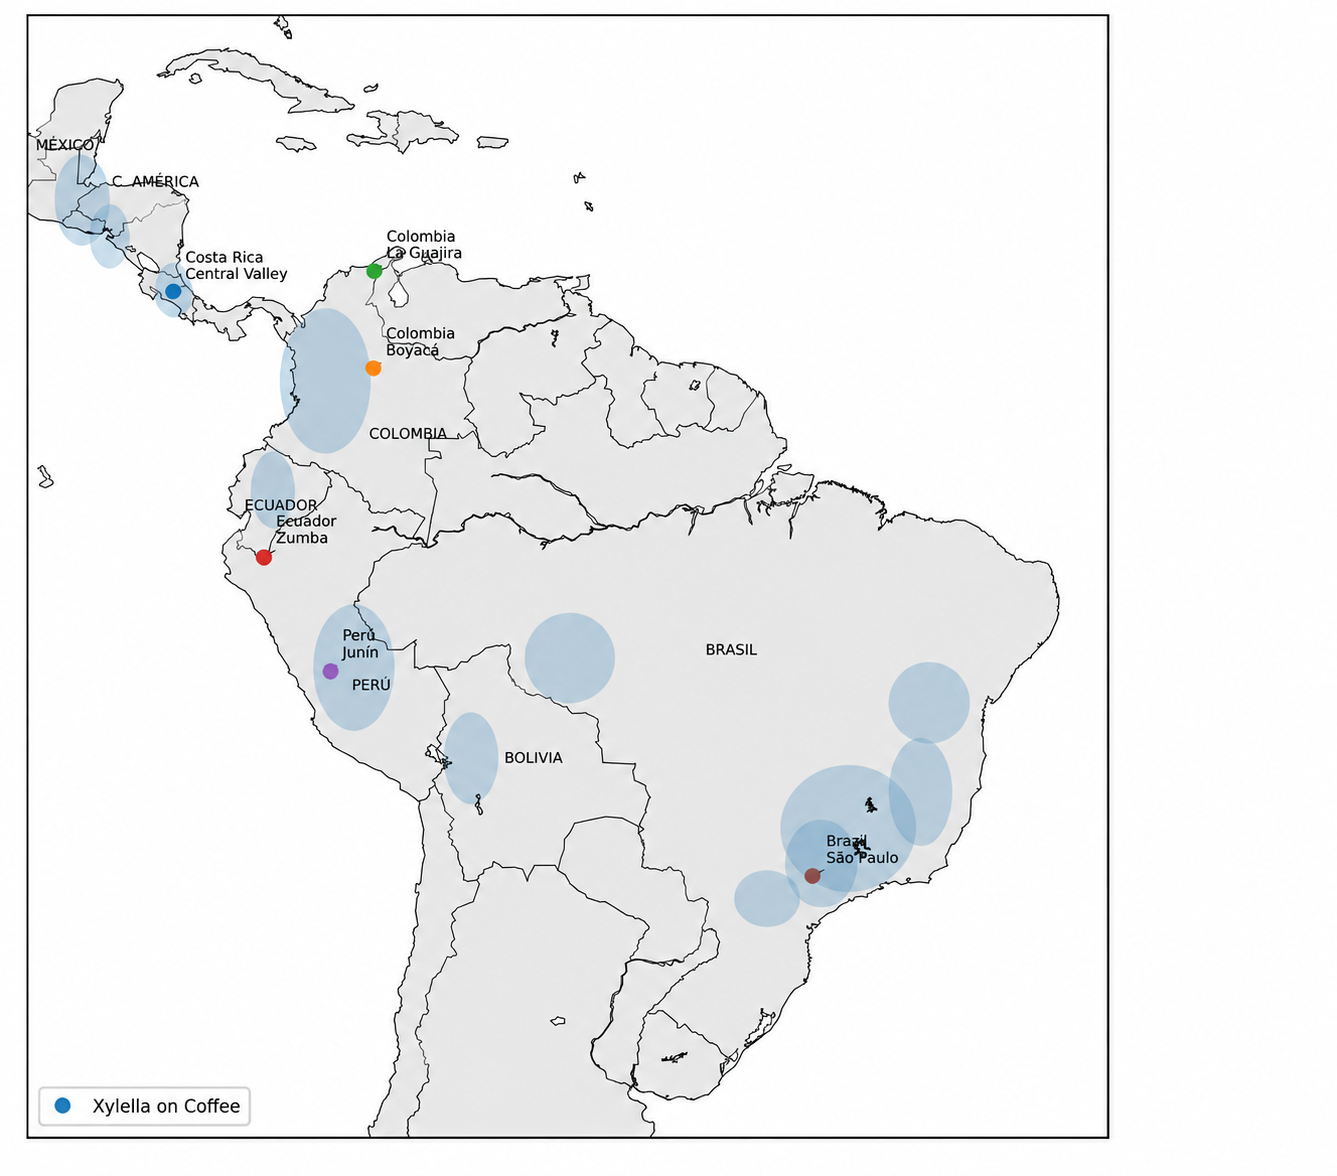 MÉXICO
C. AMÉRICA
Costa Rica
Central Valley
Colombia
La Guajira
Colombia
Boyacá
COLOMBIA
ECUADOR
Ecuador
Zumba
Perú
Junín
PERÚ
BRASIL
BOLIVIA
Brazil
São Paulo
Xylella on Coffee